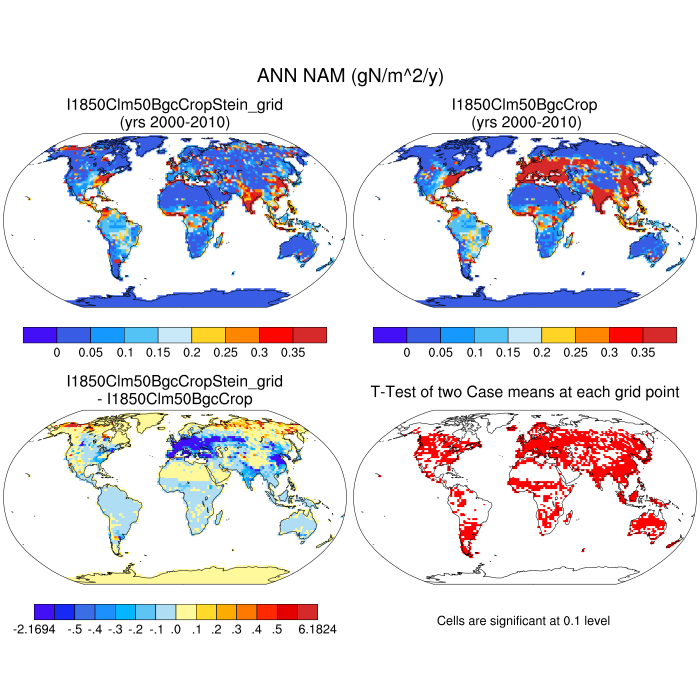 ANN NAM (gN/m^2/y)
I1850Clm50BgcCropStein_grid
(yrs 2000-2010)
I1850Clm50BgcCrop
(yrs 2000-2010)
0 0.05 0.1 0.15 0.2 0.25 0.3 0.35
0 0.05 0.1 0.15 0.2 0.25 0.3 0.35
I1850Clm50BgcCropStein_grid
- I1850Clm50BgcCrop
T-Test of two Case means at each grid point
-2.1694 -.5 -.4 -.3 -.2 -.1 .0 .1 .2 .3 .4 .5 6.1824
Cells are significant at 0.1 level